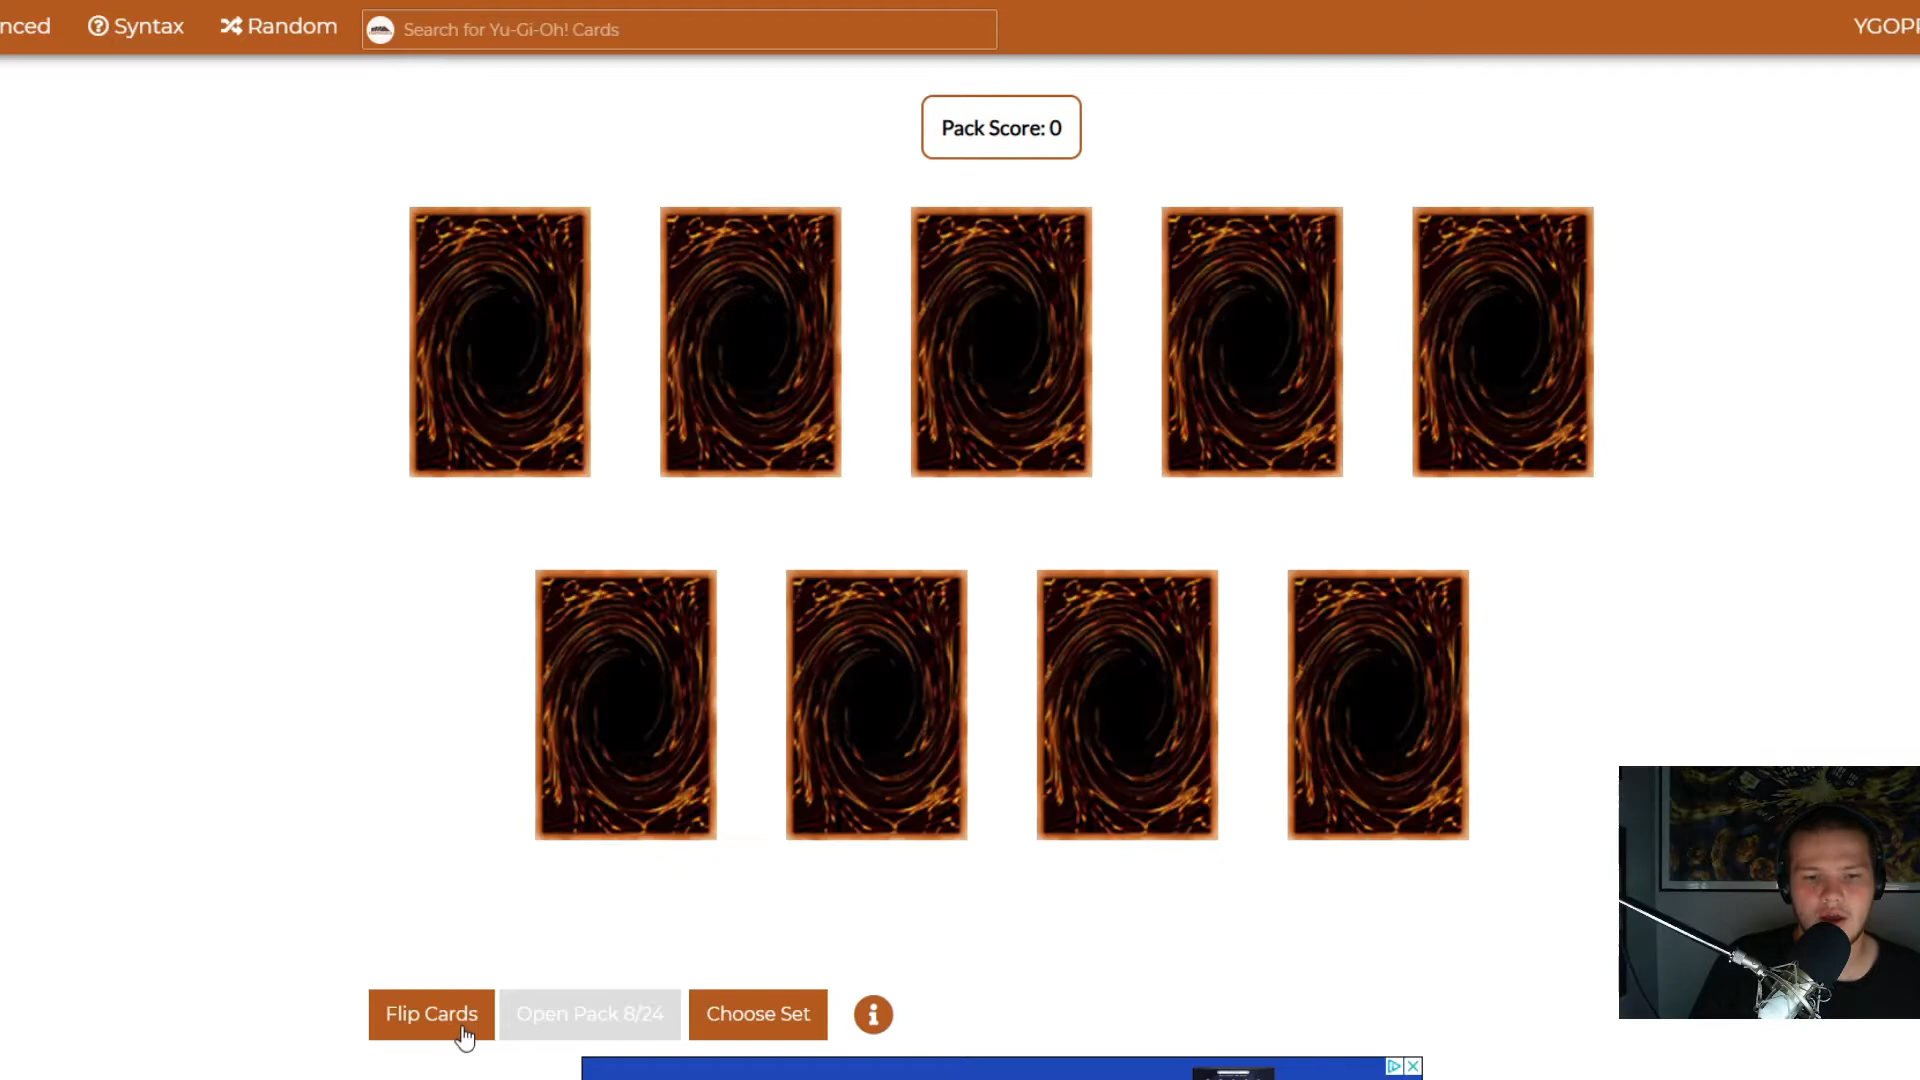 nced
Syntax
Random
Search for Yu-Gi-Oh! Cards
YGOPR
Pack Score: 0
Flip Cards
Open Pack 8/24
Choose Set